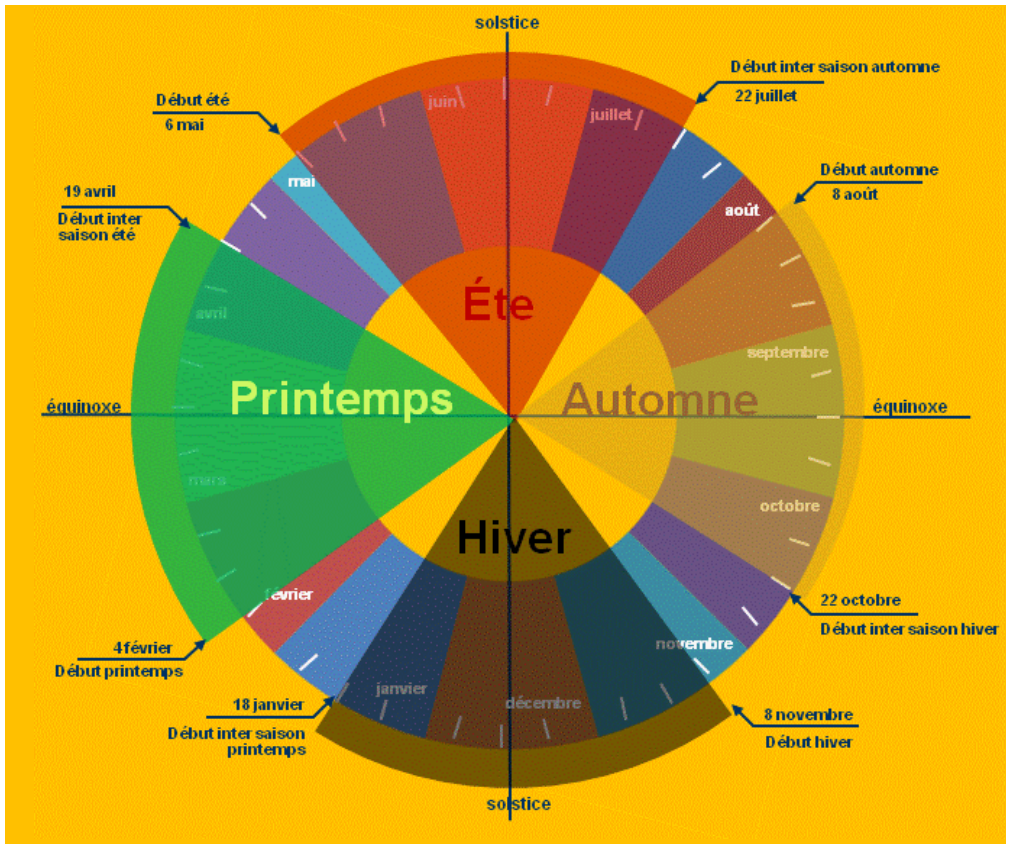 solstice
Début inter saison automne
22 juillet
Début été
6 mai
juin
juillet
Début automne
8 août
mai
août
19 avril
Début inter
saison été
Éte
avril
septembre
Printemps
Automne
équinoxe
équinoxe
mars
octobre
Hiver
février
22 octobre
Début inter saison hiver
4 février
Début printemps
novembre
janvier
décembre
18 janvier
Début inter saison
printemps
8 novembre
Début hiver
solstice